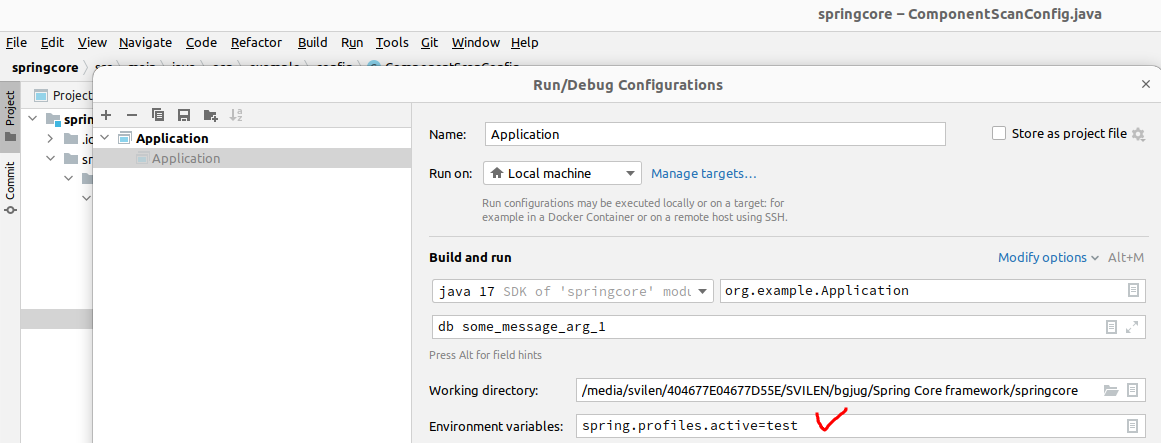 springcore – ComponentScanConfig.java
File Edit View Navigate Code Refactor Build Run Tools Git Window Help
springcore
Run/Debug Configurations
Project
Project
Commit
Application
Application
Name: Application Store as project file
Run on: Local machine Manage targets...
Run configurations may be executed locally or on a target: for
example in a Docker Container or on a remote host using SSH.
Build and run Modify options Alt+M
java 17 SDK of 'springcore' modu org.example.Application
db some_message_arg_1
Press Alt for field hints
Working directory: /media/svilen/404677E04677D55E/SVILEN/bgjug/Spring Core framework/springcore
Environment variables: spring.profiles.active=test